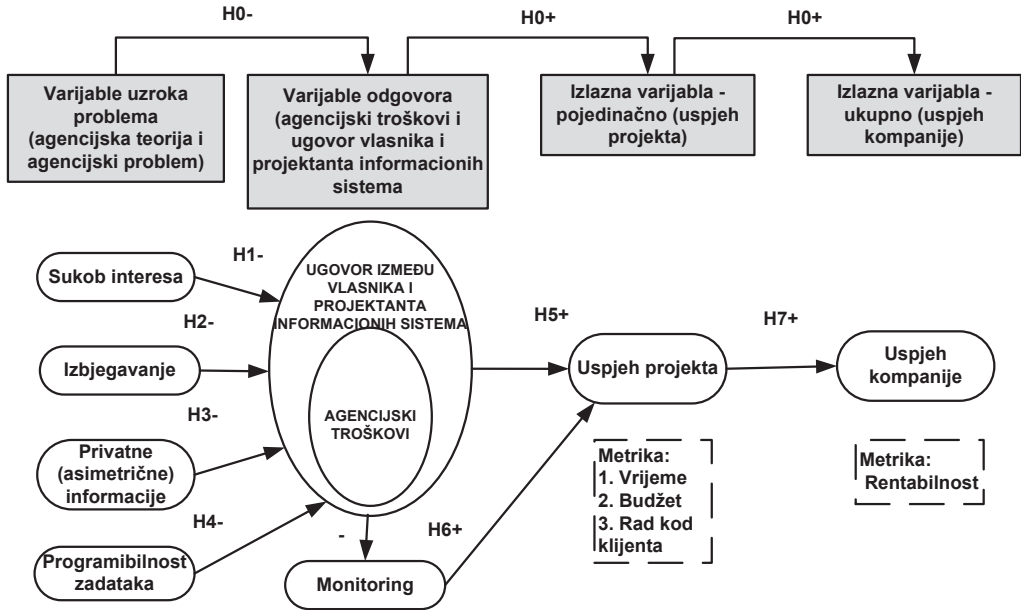 H0-
H0+
H0+
Varijable uzroka
problema
(agencijska teorija i
agencijski problem)
Varijable odgovora
(agencijski troškovi i
ugovor vlasnika i
projektanta informacionih
sistema
Izlazna varijabla -
pojedinačno (uspjeh
projekta)
Izlazna varijabla -
ukupno (uspjeh
kompanije)
H1-
Sukob interesa
H2-
Izbjegavanje
H3-
Privatne
(asimetrične)
informacije
H4-
Programibilnost
zadataka
UGOVOR IZMEĐU
VLASNIKA I
PROJEKTANTA
INFORMACIONIH SISTEMA
AGENCIJSKI
TROŠKOVI
-
Monitoring
H5+
H6+
Uspjeh projekta
H7+
Uspjeh
kompanije
Metrika:
1. Vrijeme
2. Budžet
3. Rad kod
klijenta
Metrika:
Rentabilnost